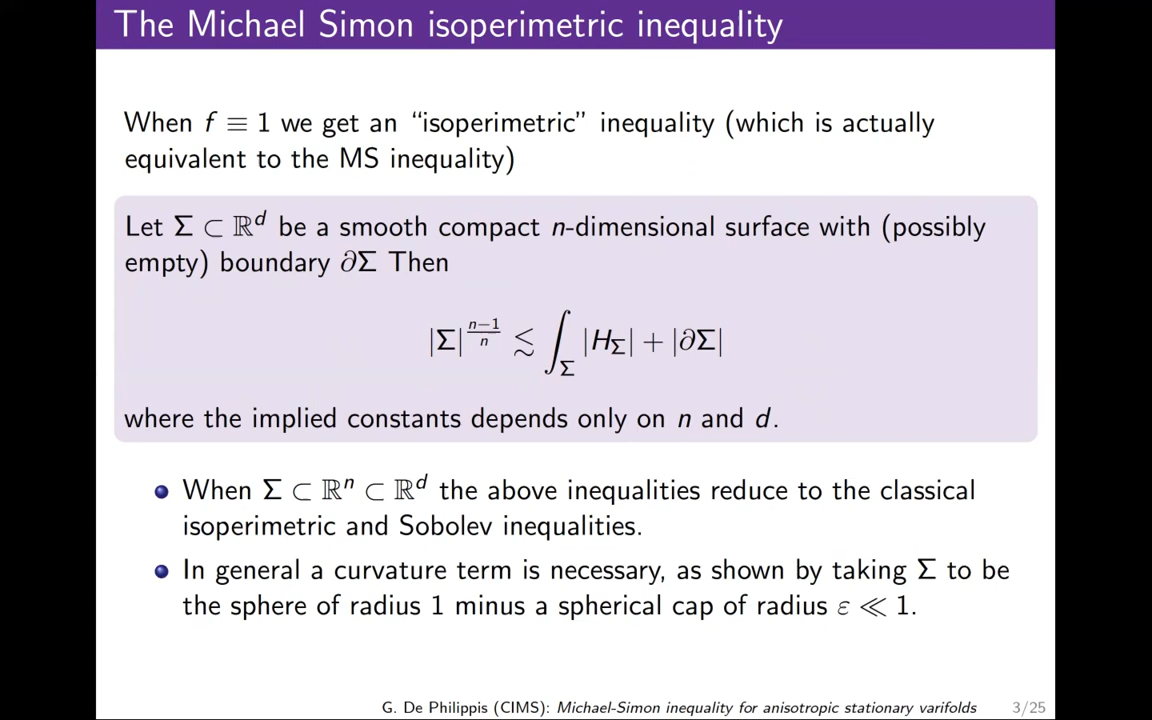 The Michael Simon isoperimetric inequality
When f ≡ 1 we get an “isoperimetric” inequality (which is actually
equivalent to the MS inequality)
Let Σ ⊂ ℝ^d be a smooth compact n-dimensional surface with (possibly
empty) boundary ∂Σ Then
|Σ|^{\frac{n−1}{n}} ≲ ∫_Σ |H_Σ| + |∂Σ|
where the implied constants depends only on n and d.
When Σ ⊂ ℝ^n ⊂ ℝ^d the above inequalities reduce to the classical
isoperimetric and Sobolev inequalities.
In general a curvature term is necessary, as shown by taking Σ to be
the sphere of radius 1 minus a spherical cap of radius ε ≪ 1.
G. De Philippis (CIMS): Michael-Simon inequality for anisotropic stationary varifolds 3/25